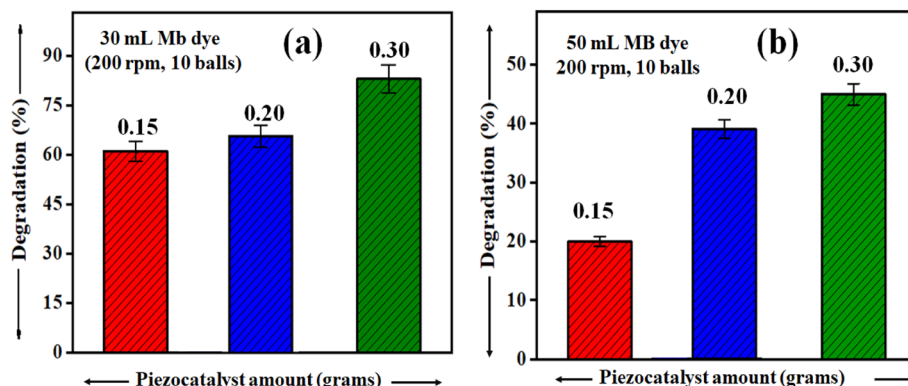 30 mL Mb dye
(200 rpm, 10 balls)
(a)
0.15
0.20
0.30
90
75
60
45
30
15
0
Degradation (%)
Piezocatalyst amount (grams)
50 mL MB dye
200 rpm, 10 balls
(b)
0.15
0.20
0.30
50
40
30
20
10
0
Degradation (%)
Piezocatalyst amount (grams)